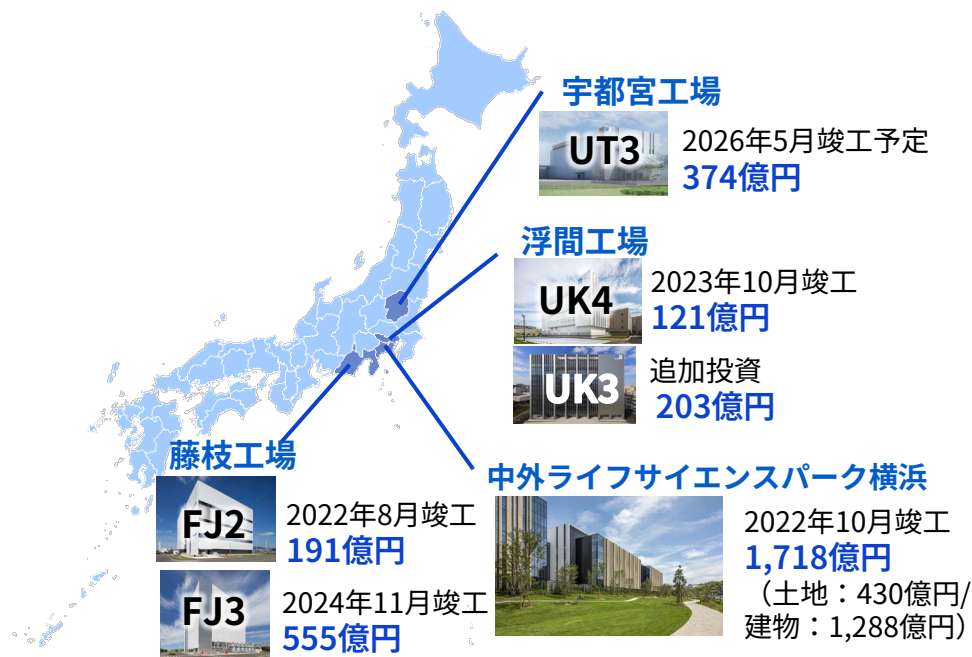 宇都宮工場
UT3
2026年5月竣工予定
374億円
浮間工場
UK4
2023年10月竣工
121億円
UK3
追加投資
203億円
藤枝工場
FJ2
2022年8月竣工
191億円
FJ3
2024年11月竣工
555億円
中外ライフサイエンスパーク横浜
2022年10月竣工
1,718億円
（土地：430億円/
建物：1,288億円）